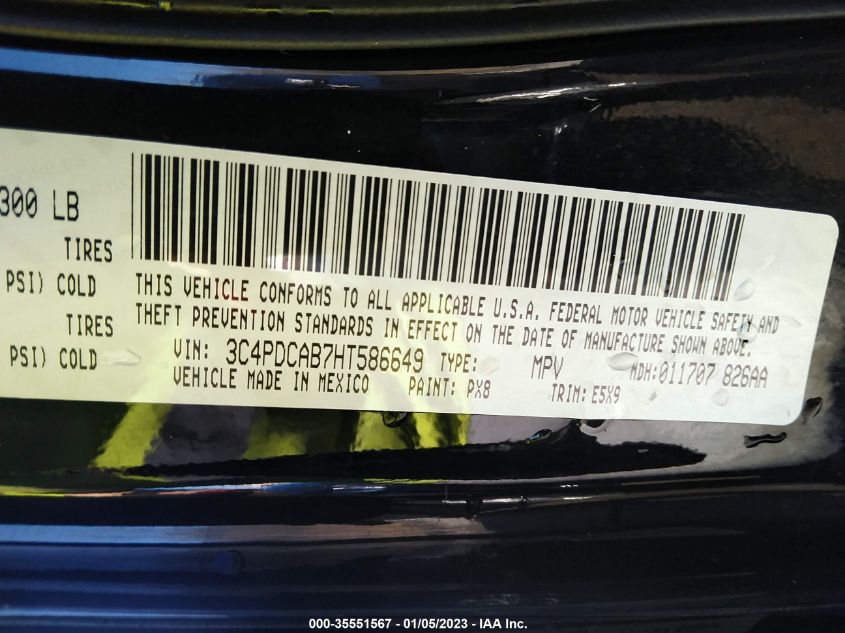 300 LB
TIRES
PSI) COLD
TIRES
PSI) COLD
THIS VEHICLE CONFORMS TO ALL APPLICABLE U.S.A. FEDERAL MOTOR VEHICLE SAFETY AND
THEFT PREVENTION STANDARDS IN EFFECT ON THE DATE OF MANUFACTURE SHOWN ABOVE.
VIN: 3C4PDCAB7HT586649 TYPE: MPV MDH:011707 826AA
VEHICLE MADE IN MEXICO PAINT: PX8 TRIM: E5X9
000-35551567 - 01/05/2023 - © IAA Inc.